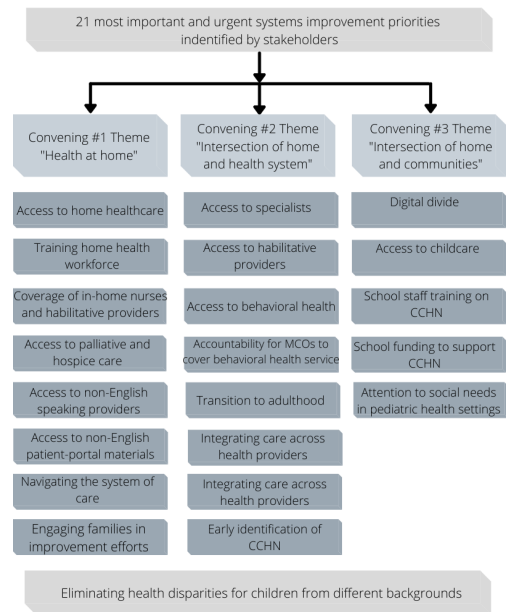 21 most important and urgent systems improvement priorities
indentified by stakeholders
Convening #1 Theme
"Health at home"
Access to home healthcare
Training home health
workforce
Coverage of in-home nurses
and habilitative providers
Access to palliative and
hospice care
Access to non-English
speaking providers
Access to non-English
patient-portal materials
Navigating the system of
care
Engaging families in
improvement efforts
Convening #2 Theme
"Intersection of home
and health system"
Access to specialists
Access to habilitative
providers
Access to behavioral health
Accountability for MCOs to
cover behavioral health service
Transition to adulthood
Integrating care across
health providers
Integrating care across
health providers
Early identification of
CCHN
Convening #3 Theme
"Intersection of home
and communities"
Digital divide
Access to childcare
School staff training on
CCHN
School funding to support
CCHN
Attention to social needs
in pediatric health settings
Eliminating health disparities for children from different backgrounds